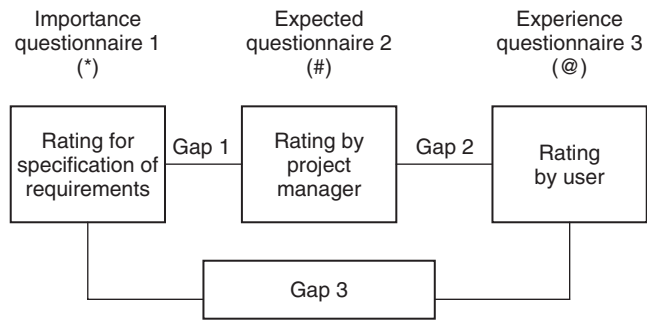 Importance
questionnaire 1
(*)
Expected
questionnaire 2
(#)
Experience
questionnaire 3
(@)
Rating for
specification of
requirements
Gap 1
Rating by
project
manager
Gap 2
Rating
by user
Gap 3